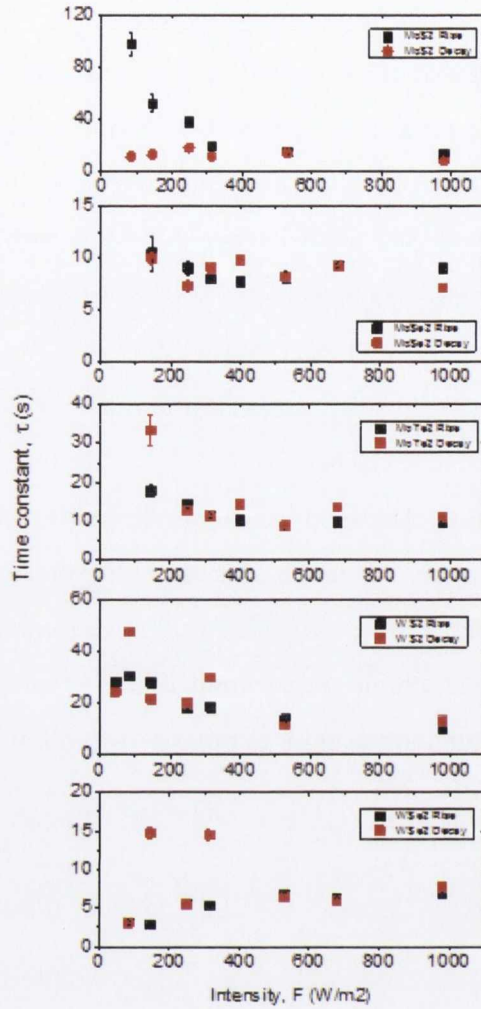 120
80
40
0
MoS2 Rise
MoS2 Decay
0 200 400 600 800 1000
15
10
5
0
MoSe2 Rise
MoSe2 Decay
0 200 400 600 800 1000
40
30
20
10
0
MoTe2 Rise
MoTe2 Decay
0 200 400 600 800 1000
60
40
20
0
WS2 Rise
WS2 Decay
0 200 400 600 800 1000
20
15
10
5
0
WSe2 Rise
WSe2 Decay
0 200 400 600 800 1000
Time constant, τ (s)
Intensity, F (W/m2)